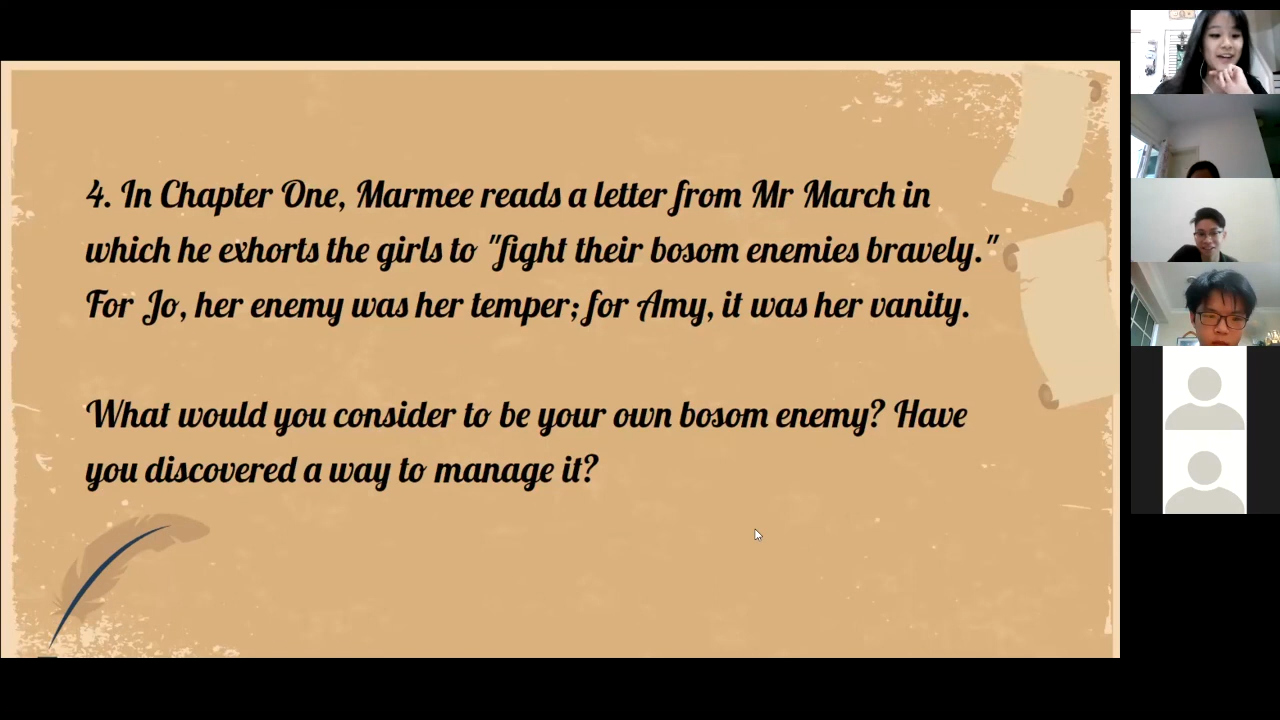 4. In Chapter One, Marmee reads a letter from Mr March in
which he exhorts the girls to "fight their bosom enemies bravely."
For Jo, her enemy was her temper; for Amy, it was her vanity.
What would you consider to be your own bosom enemy? Have
you discovered a way to manage it?